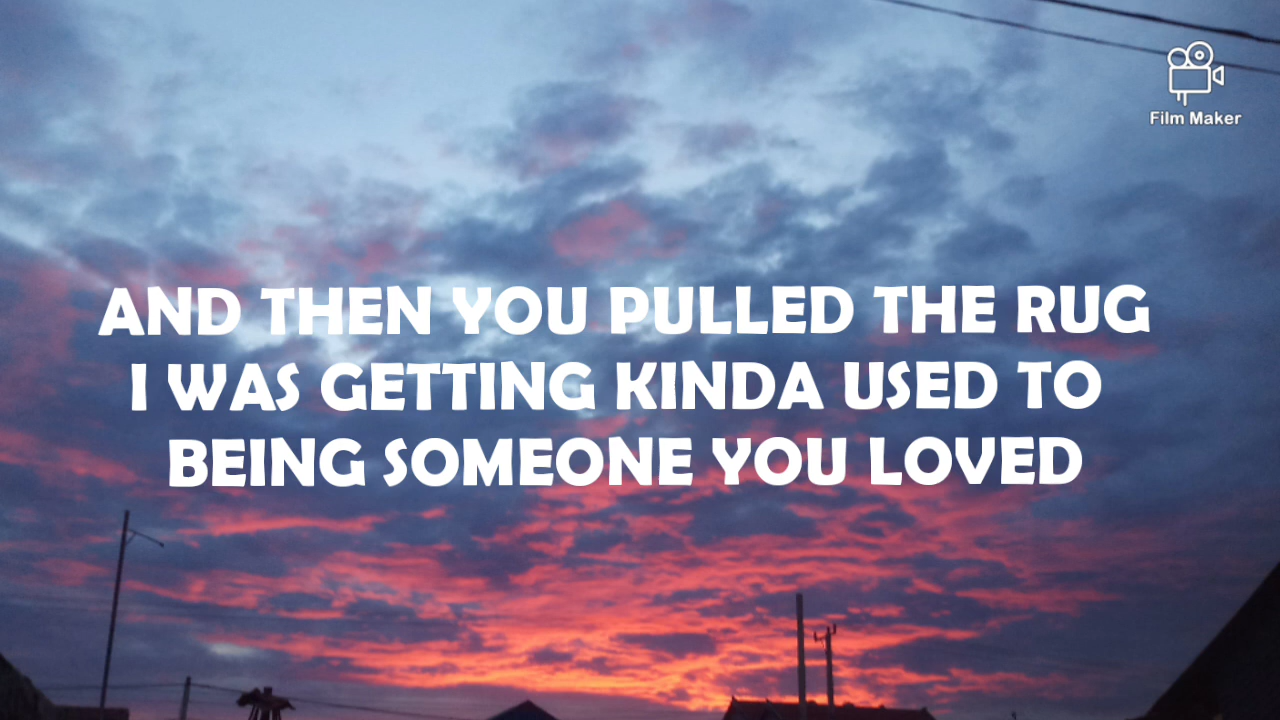 Film Maker
AND THEN YOU PULLED THE RUG
I WAS GETTING KINDA USED TO
BEING SOMEONE YOU LOVED